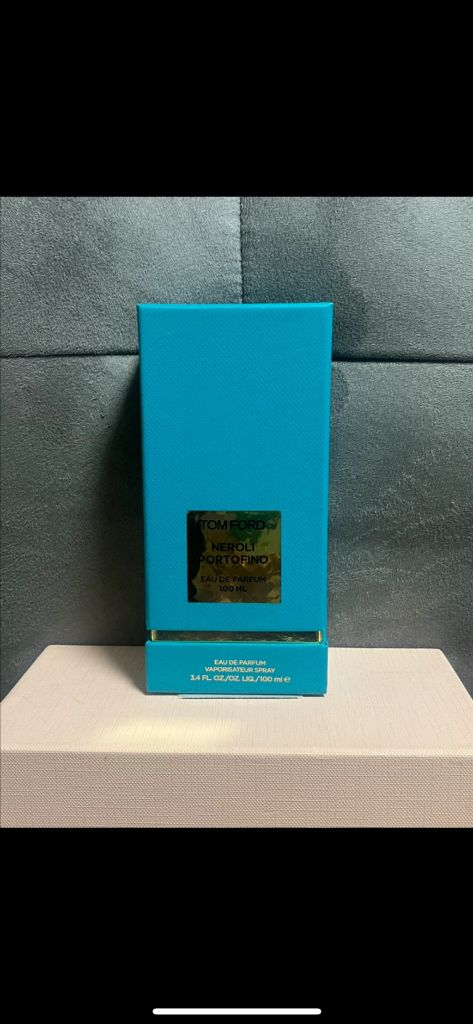 TOM FORD
NEROLI
PORTOFINO
EAU DE PARFUM
100 ML
EAU DE PARFUM
VAPORISATEUR SPRAY
3.4 FL. OZ./OZ. LIQ./100 ml ℮